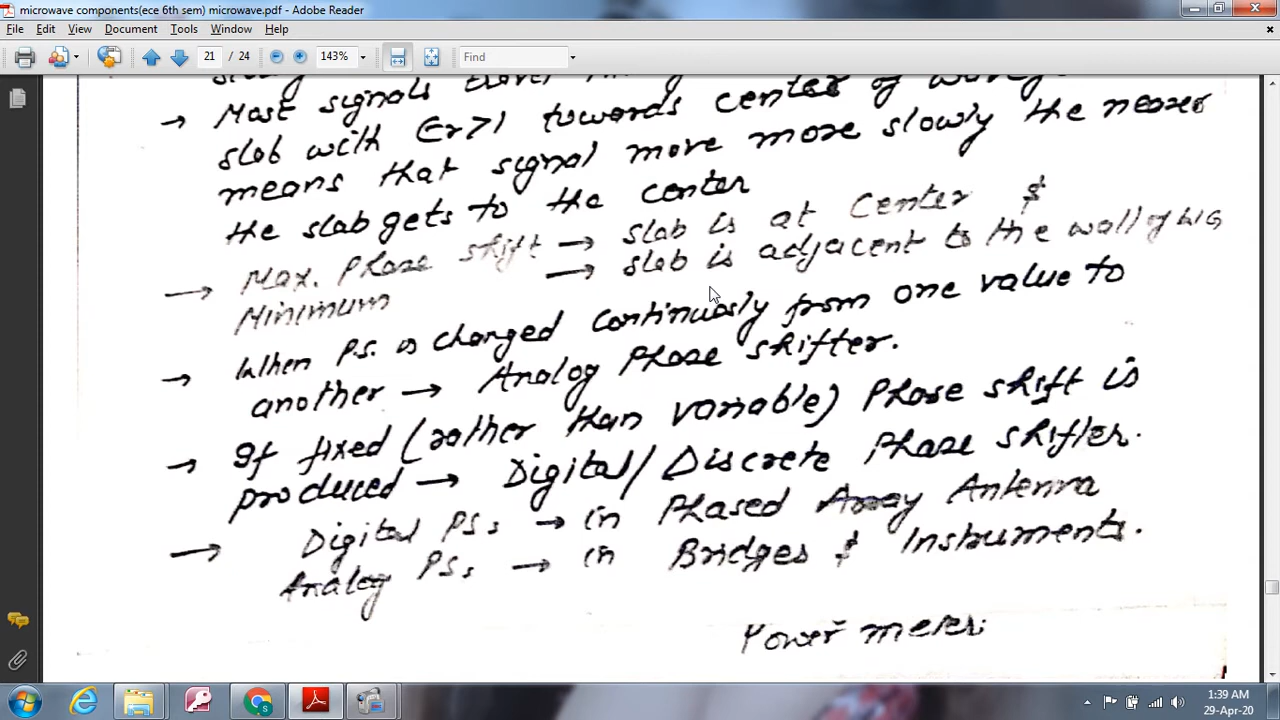 microwave components(ece 6th sem) microwave.pdf - Adobe Reader
File Edit View Document Tools Window Help
21 / 24 143% Find
→ Most signals travel
slab with Er>1 towards center of
means that signal move more slowly the nearer
the slab gets to the center
→ Max. Phase shift → slab is at Center &
Minimum → slab is adjacent to the wall of WG
→ When P.S. is changed continuously from one value to
another → Analog Phase shifter.
→ If fixed (rather than variable) Phase shift is
produced → Digital/Discrete Phase shifter.
→ Digital PSs → in Phased Array Antenna
Analog PSs → in Bridges & Instruments.
Power meter:
1:39 AM
29-Apr-20